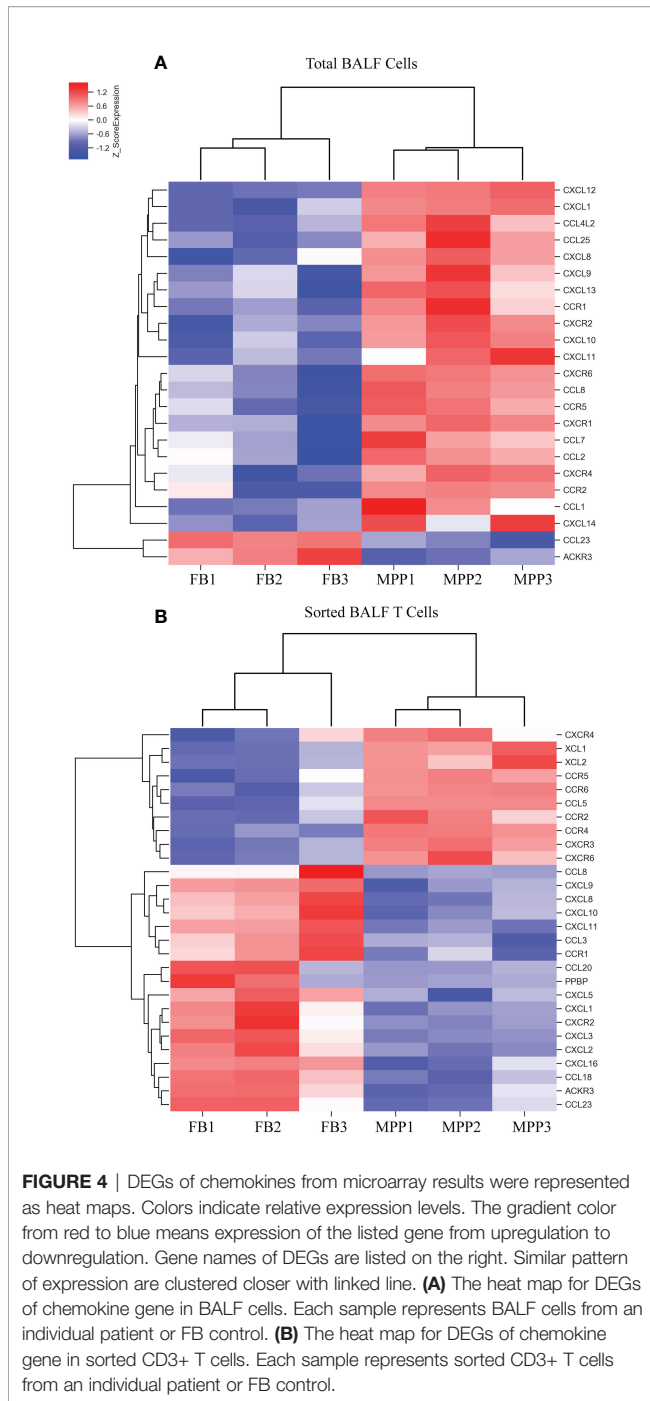 A
Total BALF Cells
1.2
0.6
0.0
-0.6
-1.2
Z_ScoreExpression
CXCL12
CXCL1
CCL4L2
CCL25
CXCL8
CXCL9
CXCL13
CCR1
CXCR2
CXCL10
CXCL11
CXCR6
CCL8
CCR5
CXCR1
CCL7
CCL2
CXCR4
CCR2
CCL1
CXCL14
CCL23
ACKR3
FB1 FB2 FB3 MPP1 MPP2 MPP3
B
Sorted BALF T Cells
CXCR4
XCL1
XCL2
CCR5
CCR6
CCL5
CCR2
CCR4
CXCR3
CXCR6
CCL8
CXCL9
CXCL8
CXCL10
CXCL11
CCL3
CCR1
CCL20
PPBP
CXCL5
CXCL1
CXCR2
CXCL3
CXCL2
CXCL16
CCL18
ACKR3
CCL23
FB1 FB2 FB3 MPP1 MPP2 MPP3
FIGURE 4 | DEGs of chemokines from microarray results were represented
as heat maps. Colors indicate relative expression levels. The gradient color
from red to blue means expression of the listed gene from upregulation to
downregulation. Gene names of DEGs are listed on the right. Similar pattern
of expression are clustered closer with linked line. (A) The heat map for DEGs
of chemokine gene in BALF cells. Each sample represents BALF cells from an
individual patient or FB control. (B) The heat map for DEGs of chemokine
gene in sorted CD3+ T cells. Each sample represents sorted CD3+ T cells
from an individual patient or FB control.